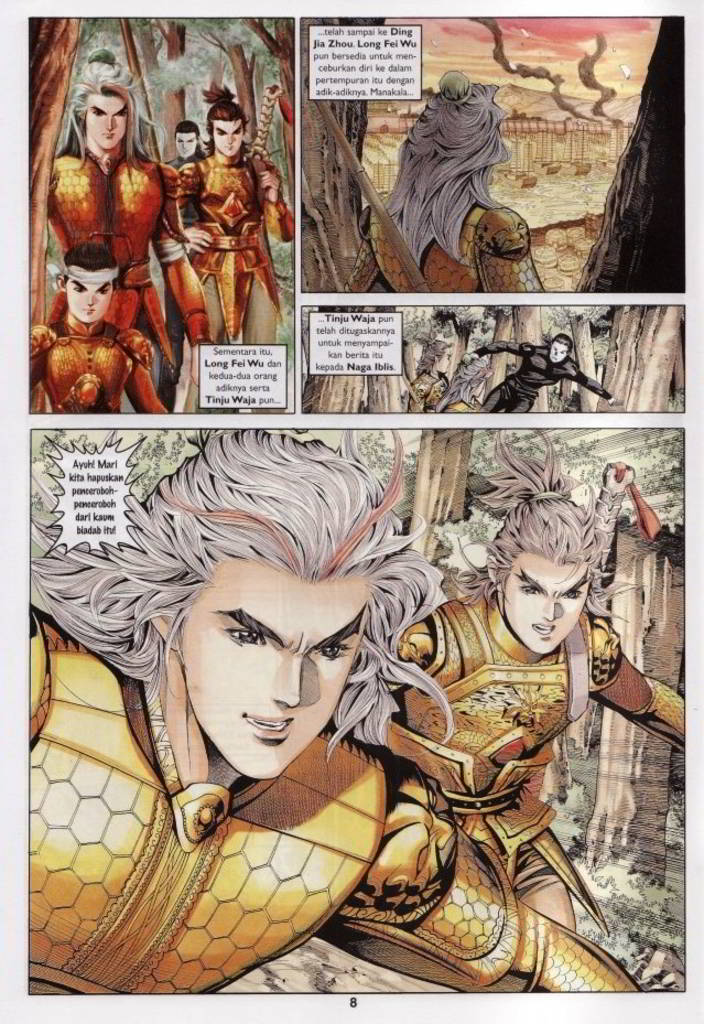 Sementara itu,
Long Fei Wu dan
kedua-dua orang
adiknya serta
Tinju Waja pun...
...telah sampai ke Ding
Jia Zhou. Long Fei Wu
pun bersedia untuk men-
ceburkan diri ke dalam
pertempuran itu dengan
adik-adiknya. Manakala...
...Tinju Waja pun
telah ditugaskannya
untuk menyampai-
kan berita itu
kepada Naga Iblis.
Ayuh! Mari
kita hapuskan
penceroboh-
penceroboh
dari kaum
biadab itu!
8